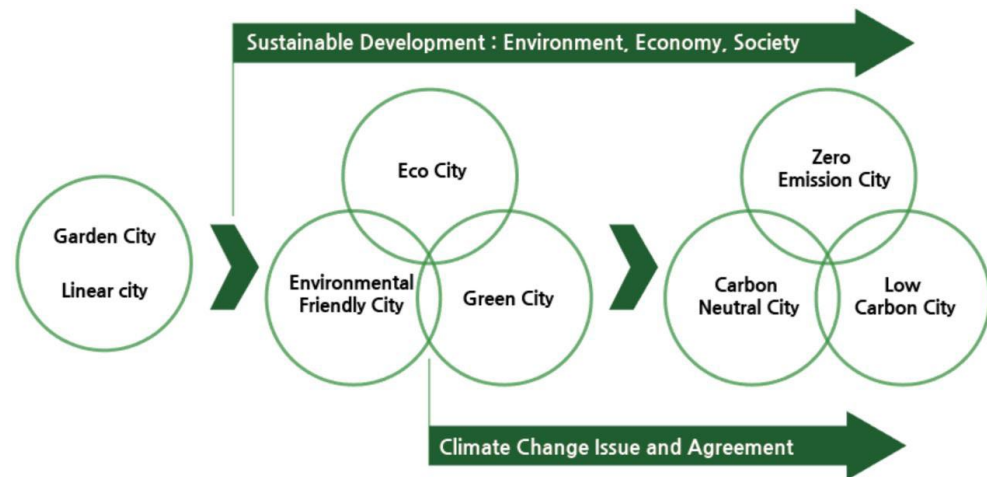 Sustainable Development : Environment, Economy, Society
Garden City
Linear city
Eco City
Environmental
Friendly City
Green City
Zero
Emission City
Carbon
Neutral City
Low
Carbon City
Climate Change Issue and Agreement